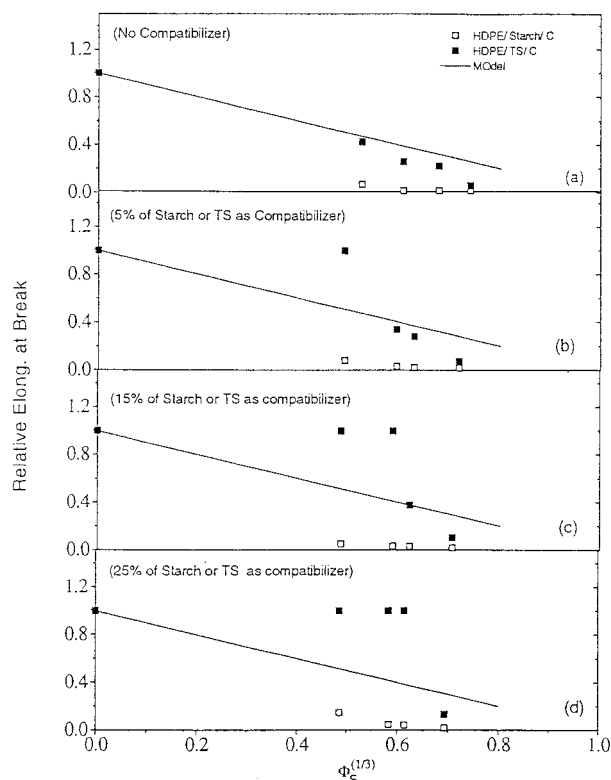 (No Compatibilizer)
HDPE/ Starch/ C
HDPE/ TS/ C
MOdel
1.2
0.8
0.4
0.0
(a)
(5% of Starch or TS as Compatibilizer)
1.2
0.8
0.4
0.0
(b)
Relative Elong. at Break
(15% of Starch or TS as compatibilizer)
1.2
0.8
0.4
0.0
(c)
(25% of Starch or TS as compatibilizer)
1.2
0.8
0.4
0.0
(d)
0.0 0.2 0.4 0.6 0.8 1.0
Φ_S^(1/3)